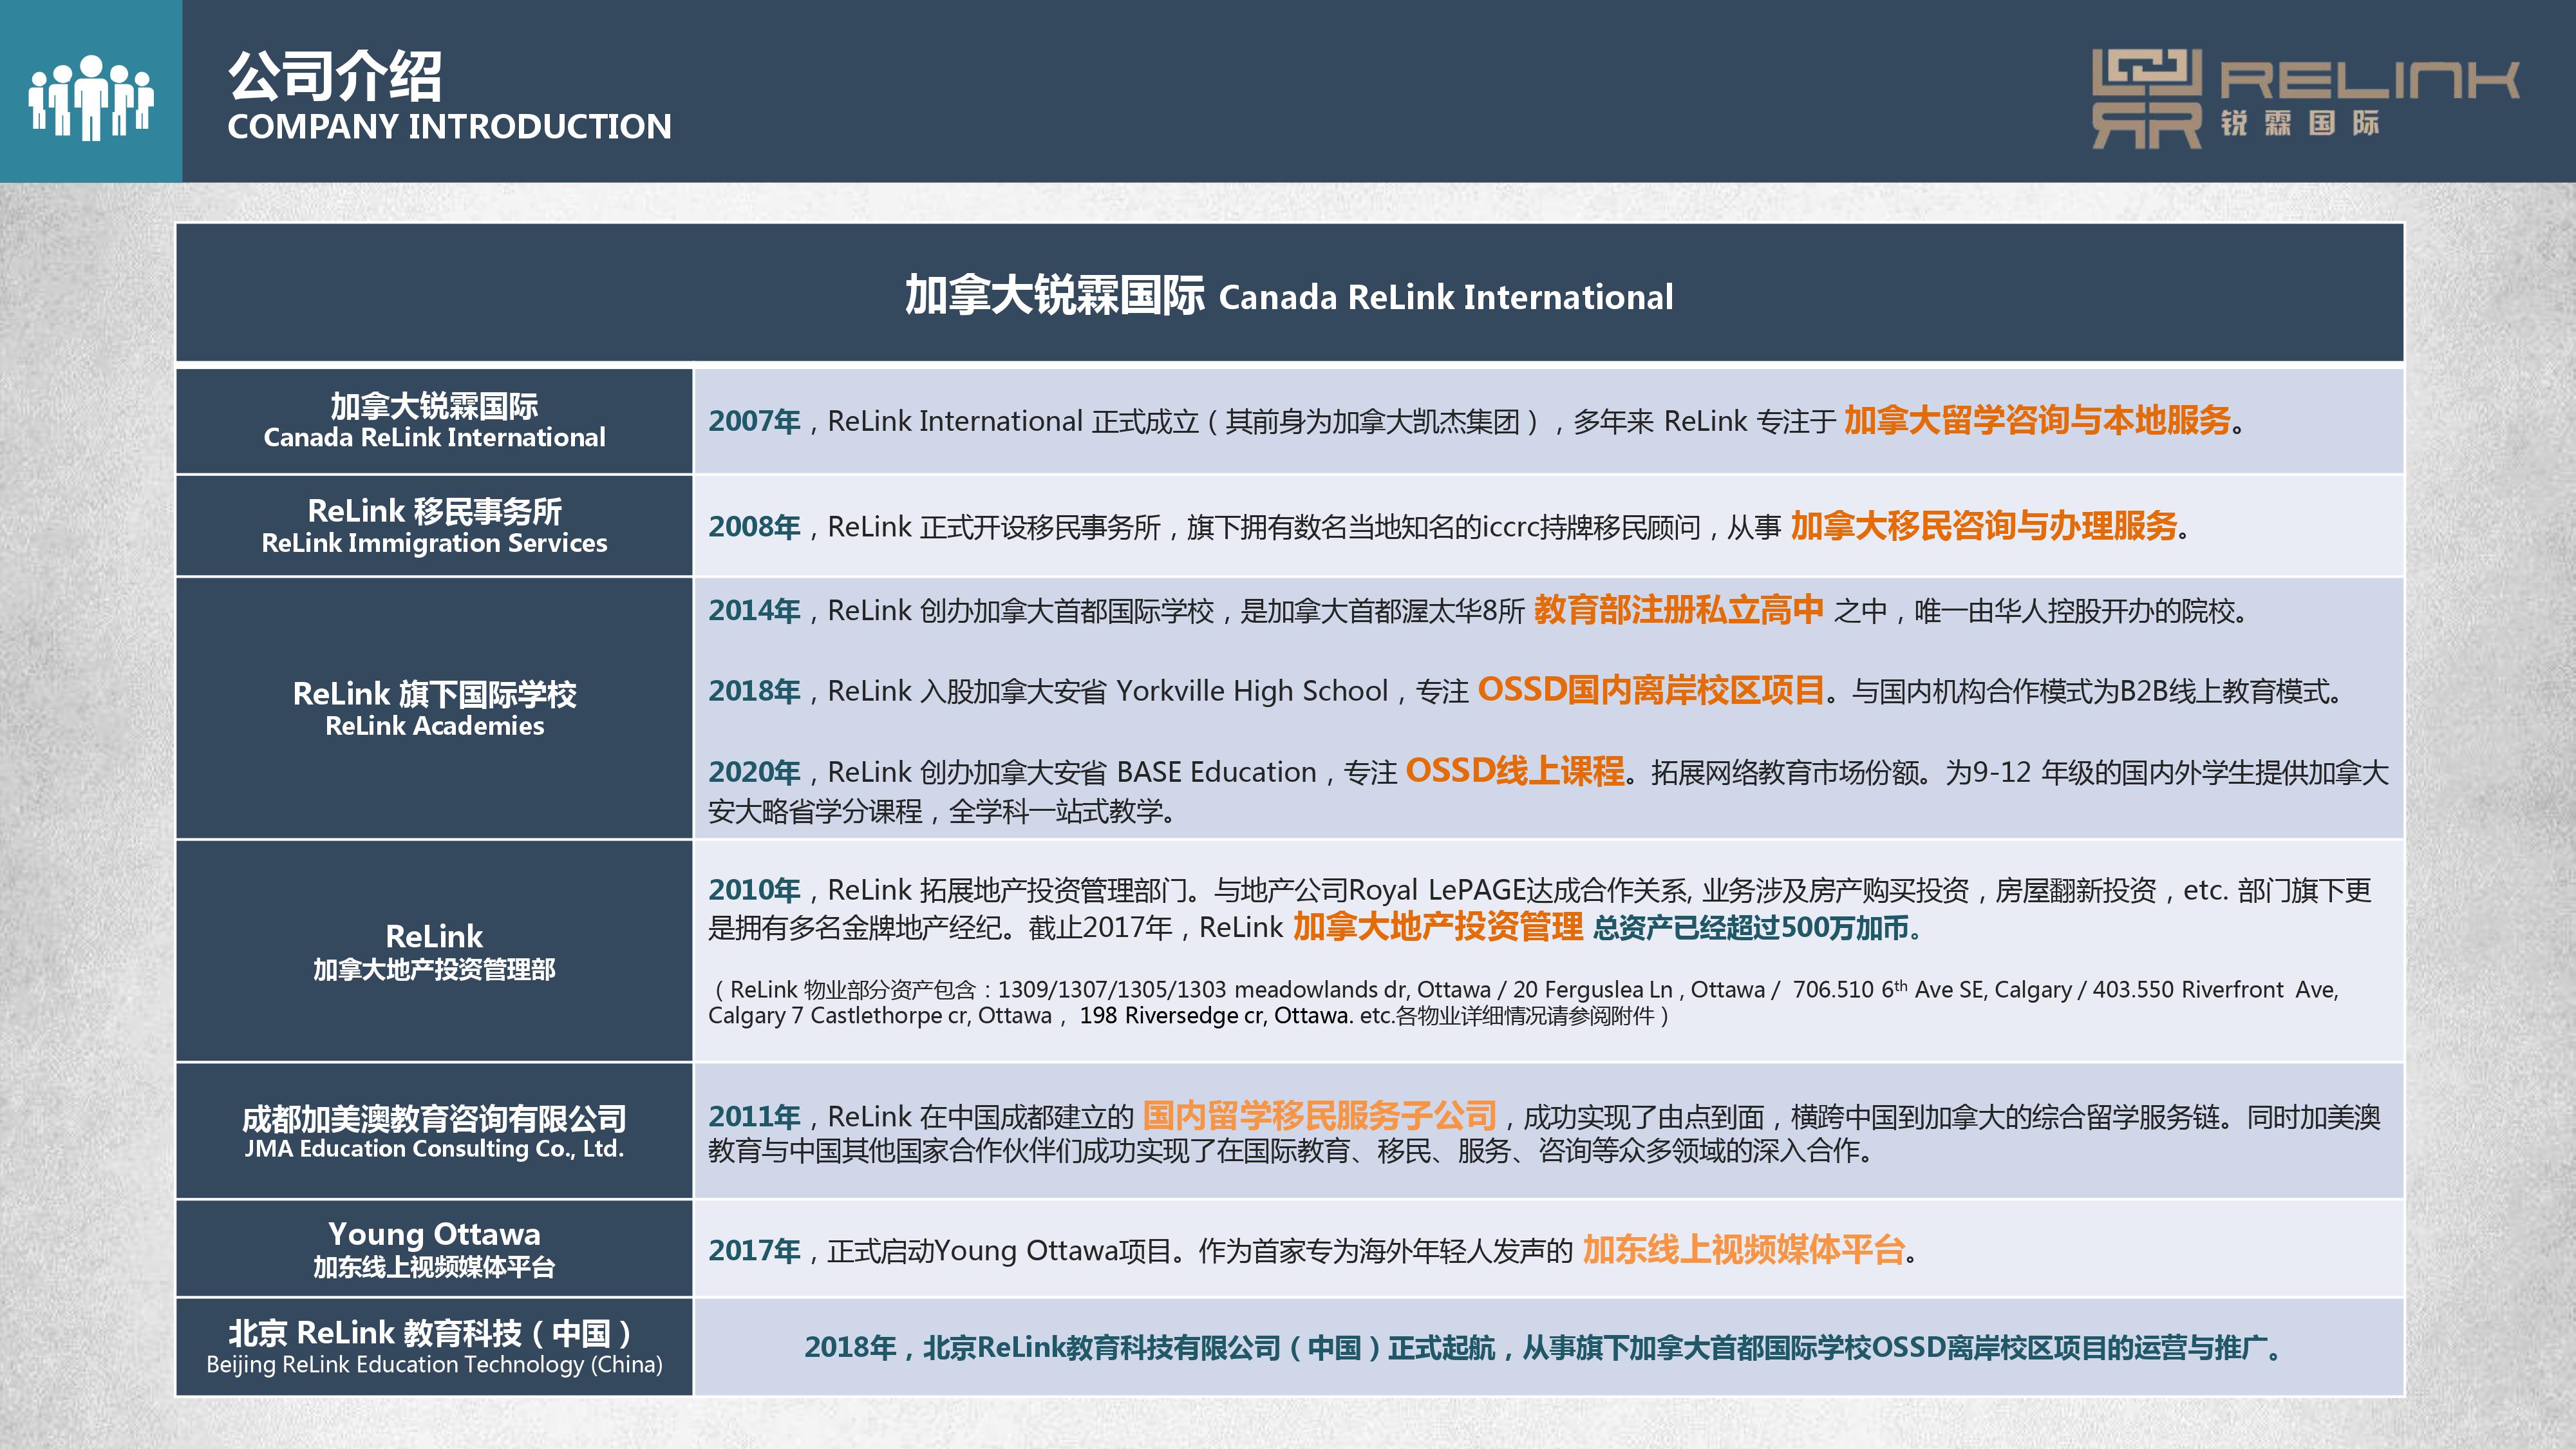 公司介绍
COMPANY INTRODUCTION
RELINK
锐霖国际
加拿大锐霖国际 Canada ReLink International
加拿大锐霖国际
Canada ReLink International
2007年，ReLink International 正式成立（其前身为加拿大凯杰集团），多年来 ReLink 专注于 加拿大留学咨询与本地服务。
ReLink 移民事务所
ReLink Immigration Services
2008年，ReLink 正式开设移民事务所，旗下拥有数名当地知名的iccrc持牌移民顾问，从事 加拿大移民咨询与办理服务。
ReLink 旗下国际学校
ReLink Academies
2014年，ReLink 创办加拿大首都国际学校，是加拿大首都渥太华8所 教育部注册私立高中 之中，唯一由华人控股开办的院校。
2018年，ReLink 入股加拿大安省 Yorkville High School，专注 OSSD国内离岸校区项目。与国内机构合作模式为B2B线上教育模式。
2020年，ReLink 创办加拿大安省 BASE Education，专注 OSSD线上课程。拓展网络教育市场份额。为9-12 年级的国内外学生提供加拿大
安大略省学分课程，全学科一站式教学。
ReLink
加拿大地产投资管理部
2010年，ReLink 拓展地产投资管理部门。与地产公司Royal LePAGE达成合作关系, 业务涉及房产购买投资，房屋翻新投资，etc. 部门旗下更
是拥有多名金牌地产经纪。截止2017年，ReLink 加拿大地产投资管理 总资产已经超过500万加币。
（ReLink 物业部分资产包含：1309/1307/1305/1303 meadowlands dr, Ottawa / 20 Ferguslea Ln , Ottawa / 706.510 6th Ave SE, Calgary / 403.550 Riverfront Ave,
Calgary 7 Castlethorpe cr, Ottawa， 198 Riversedge cr, Ottawa. etc.各物业详细情况请参阅附件）
成都加美澳教育咨询有限公司
JMA Education Consulting Co., Ltd.
2011年，ReLink 在中国成都建立的 国内留学移民服务子公司，成功实现了由点到面，横跨中国到加拿大的综合留学服务链。同时加美澳
教育与中国其他国家合作伙伴们成功实现了在国际教育、移民、服务、咨询等众多领域的深入合作。
Young Ottawa
加东线上视频媒体平台
2017年，正式启动Young Ottawa项目。作为首家专为海外年轻人发声的 加东线上视频媒体平台。
北京 ReLink 教育科技（中国）
Beijing ReLink Education Technology (China)
2018年，北京ReLink教育科技有限公司（中国）正式起航，从事旗下加拿大首都国际学校OSSD离岸校区项目的运营与推广。